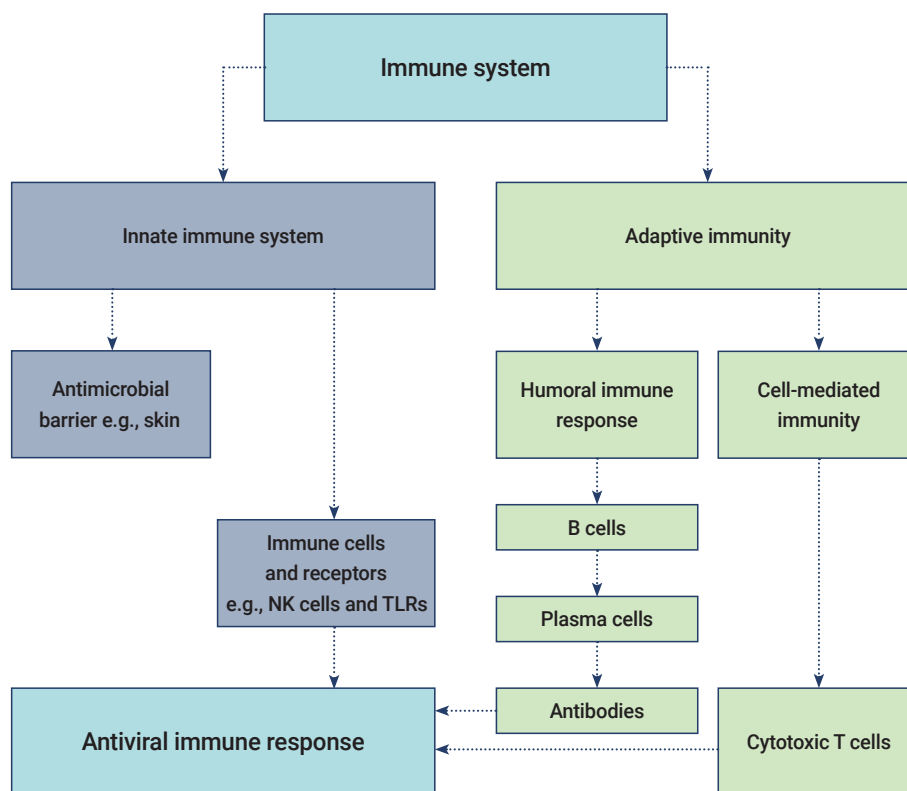 Immune system
Innate immune system
Adaptive immunity
Antimicrobial
barrier e.g., skin
Humoral immune
response
Cell-mediated
immunity
Immune cells
and receptors
e.g., NK cells and TLRs
B cells
Plasma cells
Antibodies
Antiviral immune response
Cytotoxic T cells